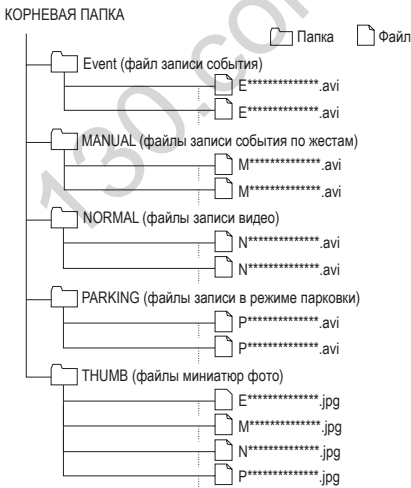 КОРНЕВАЯ ПАПКА
Папка Файл
Event (файл записи события)
E**************.avi
E**************.avi
MANUAL (файлы записи события по жестам)
M**************.avi
M**************.avi
NORMAL (файлы записи видео)
N**************.avi
N**************.avi
PARKING (файлы записи в режиме парковки)
P**************.avi
P**************.avi
THUMB (файлы миниатюр фото)
E**************.jpg
M**************.jpg
N**************.jpg
P**************.jpg
130.co